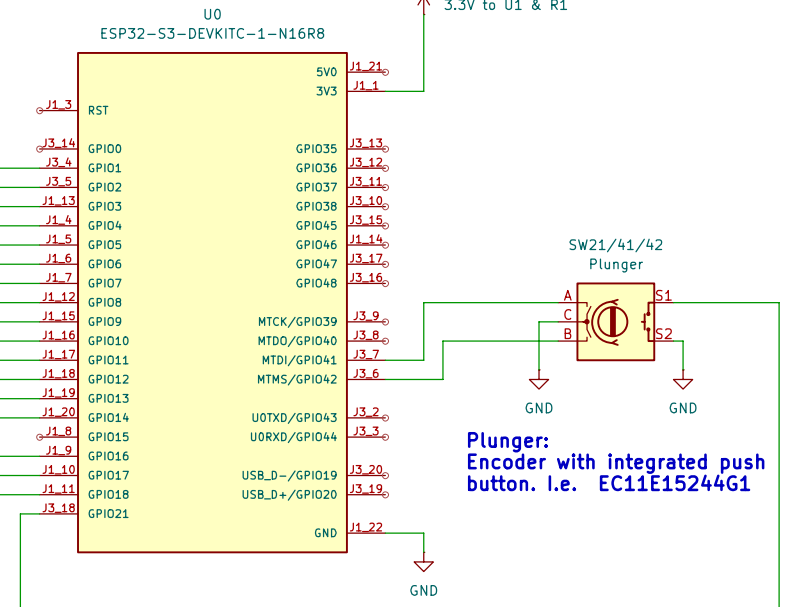 3.3V to U1 & R1
U0
ESP32-S3-DEVKITC-1-N16R8
5V0 J1_21
3V3 J1_1
J1_3 RST
J3_14 GPIO0 GPIO35 J3_13
J3_4 GPIO1 GPIO36 J3_12
J3_5 GPIO2 GPIO37 J3_11
J1_13 GPIO3 GPIO38 J3_10
J1_4 GPIO4 GPIO45 J3_15
J1_5 GPIO5 GPIO46 J1_14
J1_6 GPIO6 GPIO47 J3_17
J1_7 GPIO7 GPIO48 J3_16
J1_12 GPIO8
J1_15 GPIO9 MTCK/GPIO39 J3_9
J1_16 GPIO10 MTDO/GPIO40 J3_8
J1_17 GPIO11 MTDI/GPIO41 J3_7
J1_18 GPIO12 MTMS/GPIO42 J3_6
J1_19 GPIO13
J1_20 GPIO14 U0TXD/GPIO43 J3_2
J1_8 GPIO15 U0RXD/GPIO44 J3_3
J1_9 GPIO16
J1_10 GPIO17 USB_D-/GPIO19 J3_20
J1_11 GPIO18 USB_D+/GPIO20 J3_19
J3_18 GPIO21
GND J1_22
GND
SW21/41/42
Plunger
A S1
C
B S2
GND GND
Plunger:
Encoder with integrated push
button. I.e. EC11E15244G1